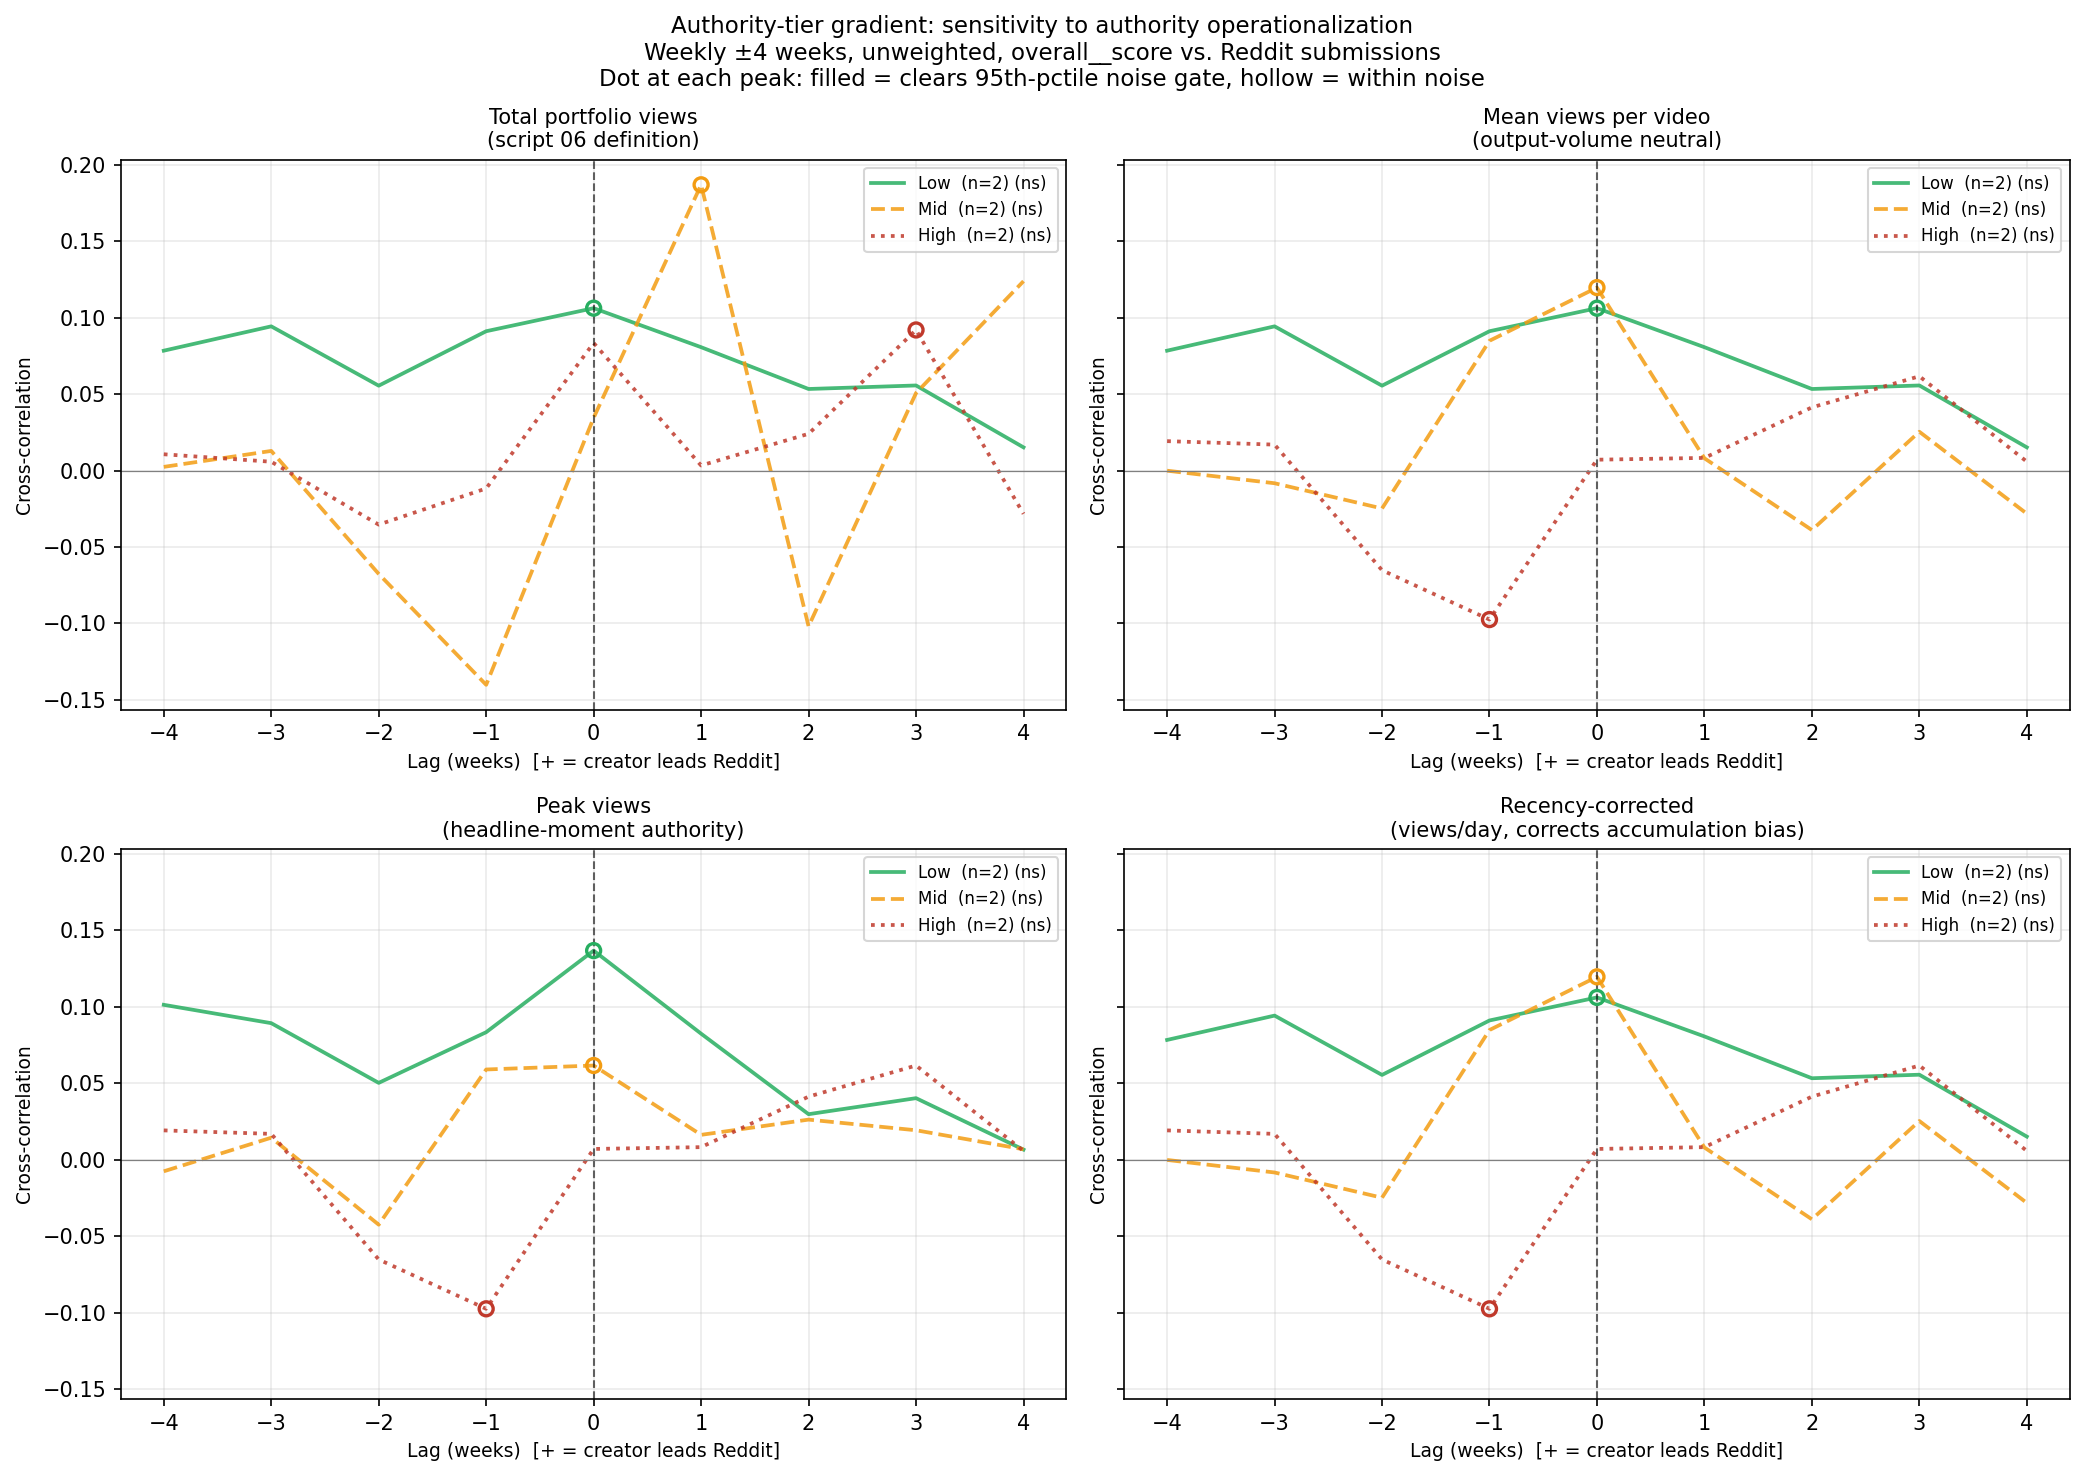 Authority-tier gradient: sensitivity to authority operationalization
Weekly ±4 weeks, unweighted, overall__score vs. Reddit submissions
Dot at each peak: filled = clears 95th-pctile noise gate, hollow = within noise
Total portfolio views
(script 06 definition)
Cross-correlation
0.20
0.15
0.10
0.05
0.00
−0.05
−0.10
−0.15
Low (n=2) (ns)
Mid (n=2) (ns)
High (n=2) (ns)
−4 −3 −2 −1 0 1 2 3 4
Lag (weeks) [+ = creator leads Reddit]
Mean views per video
(output-volume neutral)
Cross-correlation
Low (n=2) (ns)
Mid (n=2) (ns)
High (n=2) (ns)
−4 −3 −2 −1 0 1 2 3 4
Lag (weeks) [+ = creator leads Reddit]
Peak views
(headline-moment authority)
Cross-correlation
0.20
0.15
0.10
0.05
0.00
−0.05
−0.10
−0.15
Low (n=2) (ns)
Mid (n=2) (ns)
High (n=2) (ns)
−4 −3 −2 −1 0 1 2 3 4
Lag (weeks) [+ = creator leads Reddit]
Recency-corrected
(views/day, corrects accumulation bias)
Cross-correlation
Low (n=2) (ns)
Mid (n=2) (ns)
High (n=2) (ns)
−4 −3 −2 −1 0 1 2 3 4
Lag (weeks) [+ = creator leads Reddit]